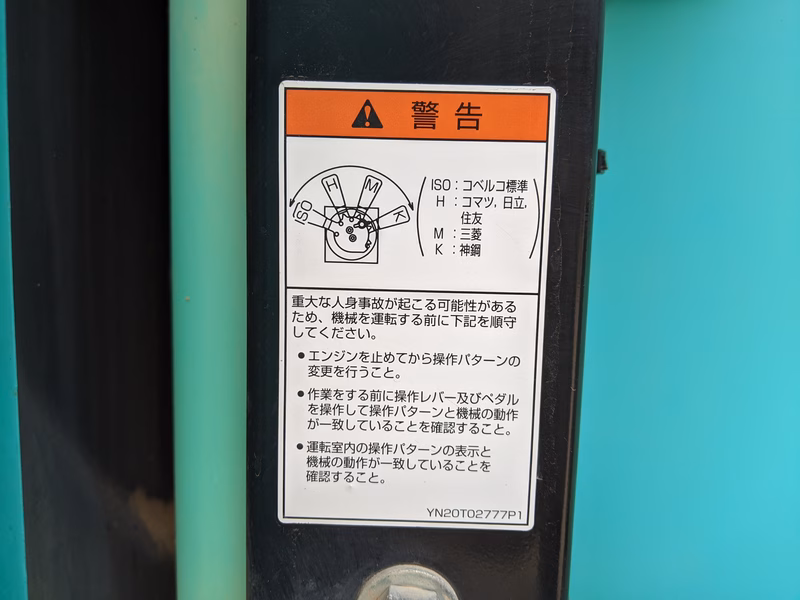 警告
ISO H M K
ISO：コベルコ標準
H：コマツ, 日立,
住友
M：三菱
K：神鋼
重大な人身事故が起こる可能性がある
ため、機械を運転する前に下記を順守
してください。
●エンジンを止めてから操作パターンの
変更を行うこと。
●作業をする前に操作レバー及びペダル
を操作して操作パターンと機械の動作
が一致していることを確認すること。
●運転室内の操作パターンの表示と
機械の動作が一致していることを
確認すること。
YN20T02777P1